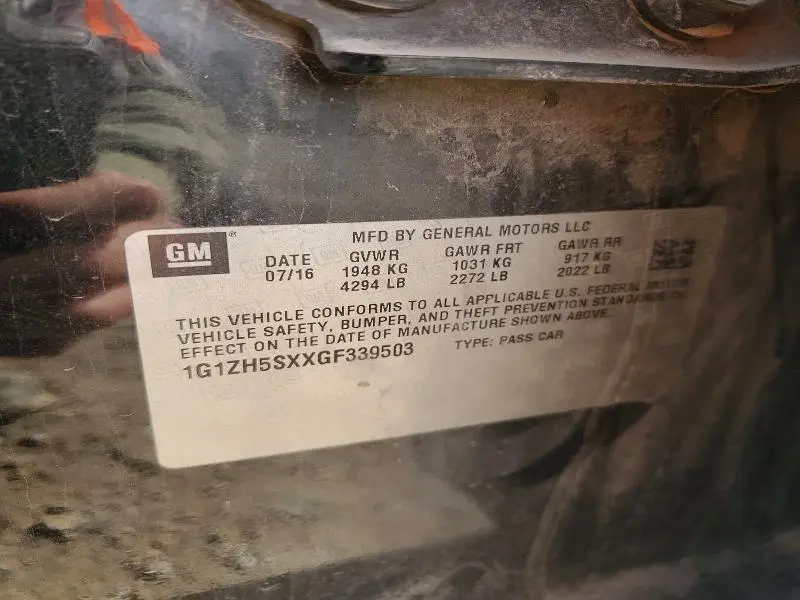 GM®
MFD BY GENERAL MOTORS LLC
DATE GVWR GAWR FRT GAWR RR
07/16 1948 KG 1031 KG 917 KG
4294 LB 2272 LB 2022 LB
THIS VEHICLE CONFORMS TO ALL APPLICABLE U.S. FEDERAL MOTOR
VEHICLE SAFETY, BUMPER, AND THEFT PREVENTION STANDARDS IN
EFFECT ON THE DATE OF MANUFACTURE SHOWN ABOVE.
1G1ZH5SXXGF339503 TYPE: PASS CAR